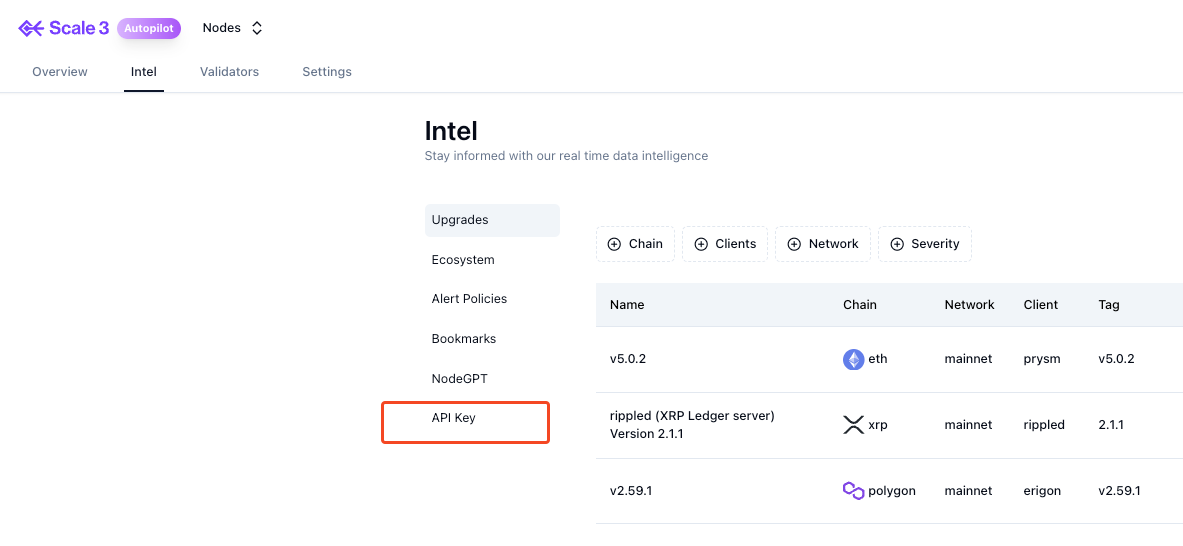 Scale 3 Autopilot Nodes
Overview Intel Validators Settings
Intel
Stay informed with our real time data intelligence
Upgrades
Ecosystem
Alert Policies
Bookmarks
NodeGPT
API Key
Chain Clients Network Severity
Name Chain Network Client Tag
v5.0.2 eth mainnet prysm v5.0.2
rippled (XRP Ledger server)
Version 2.1.1 xrp mainnet rippled 2.1.1
v2.59.1 polygon mainnet erigon v2.59.1